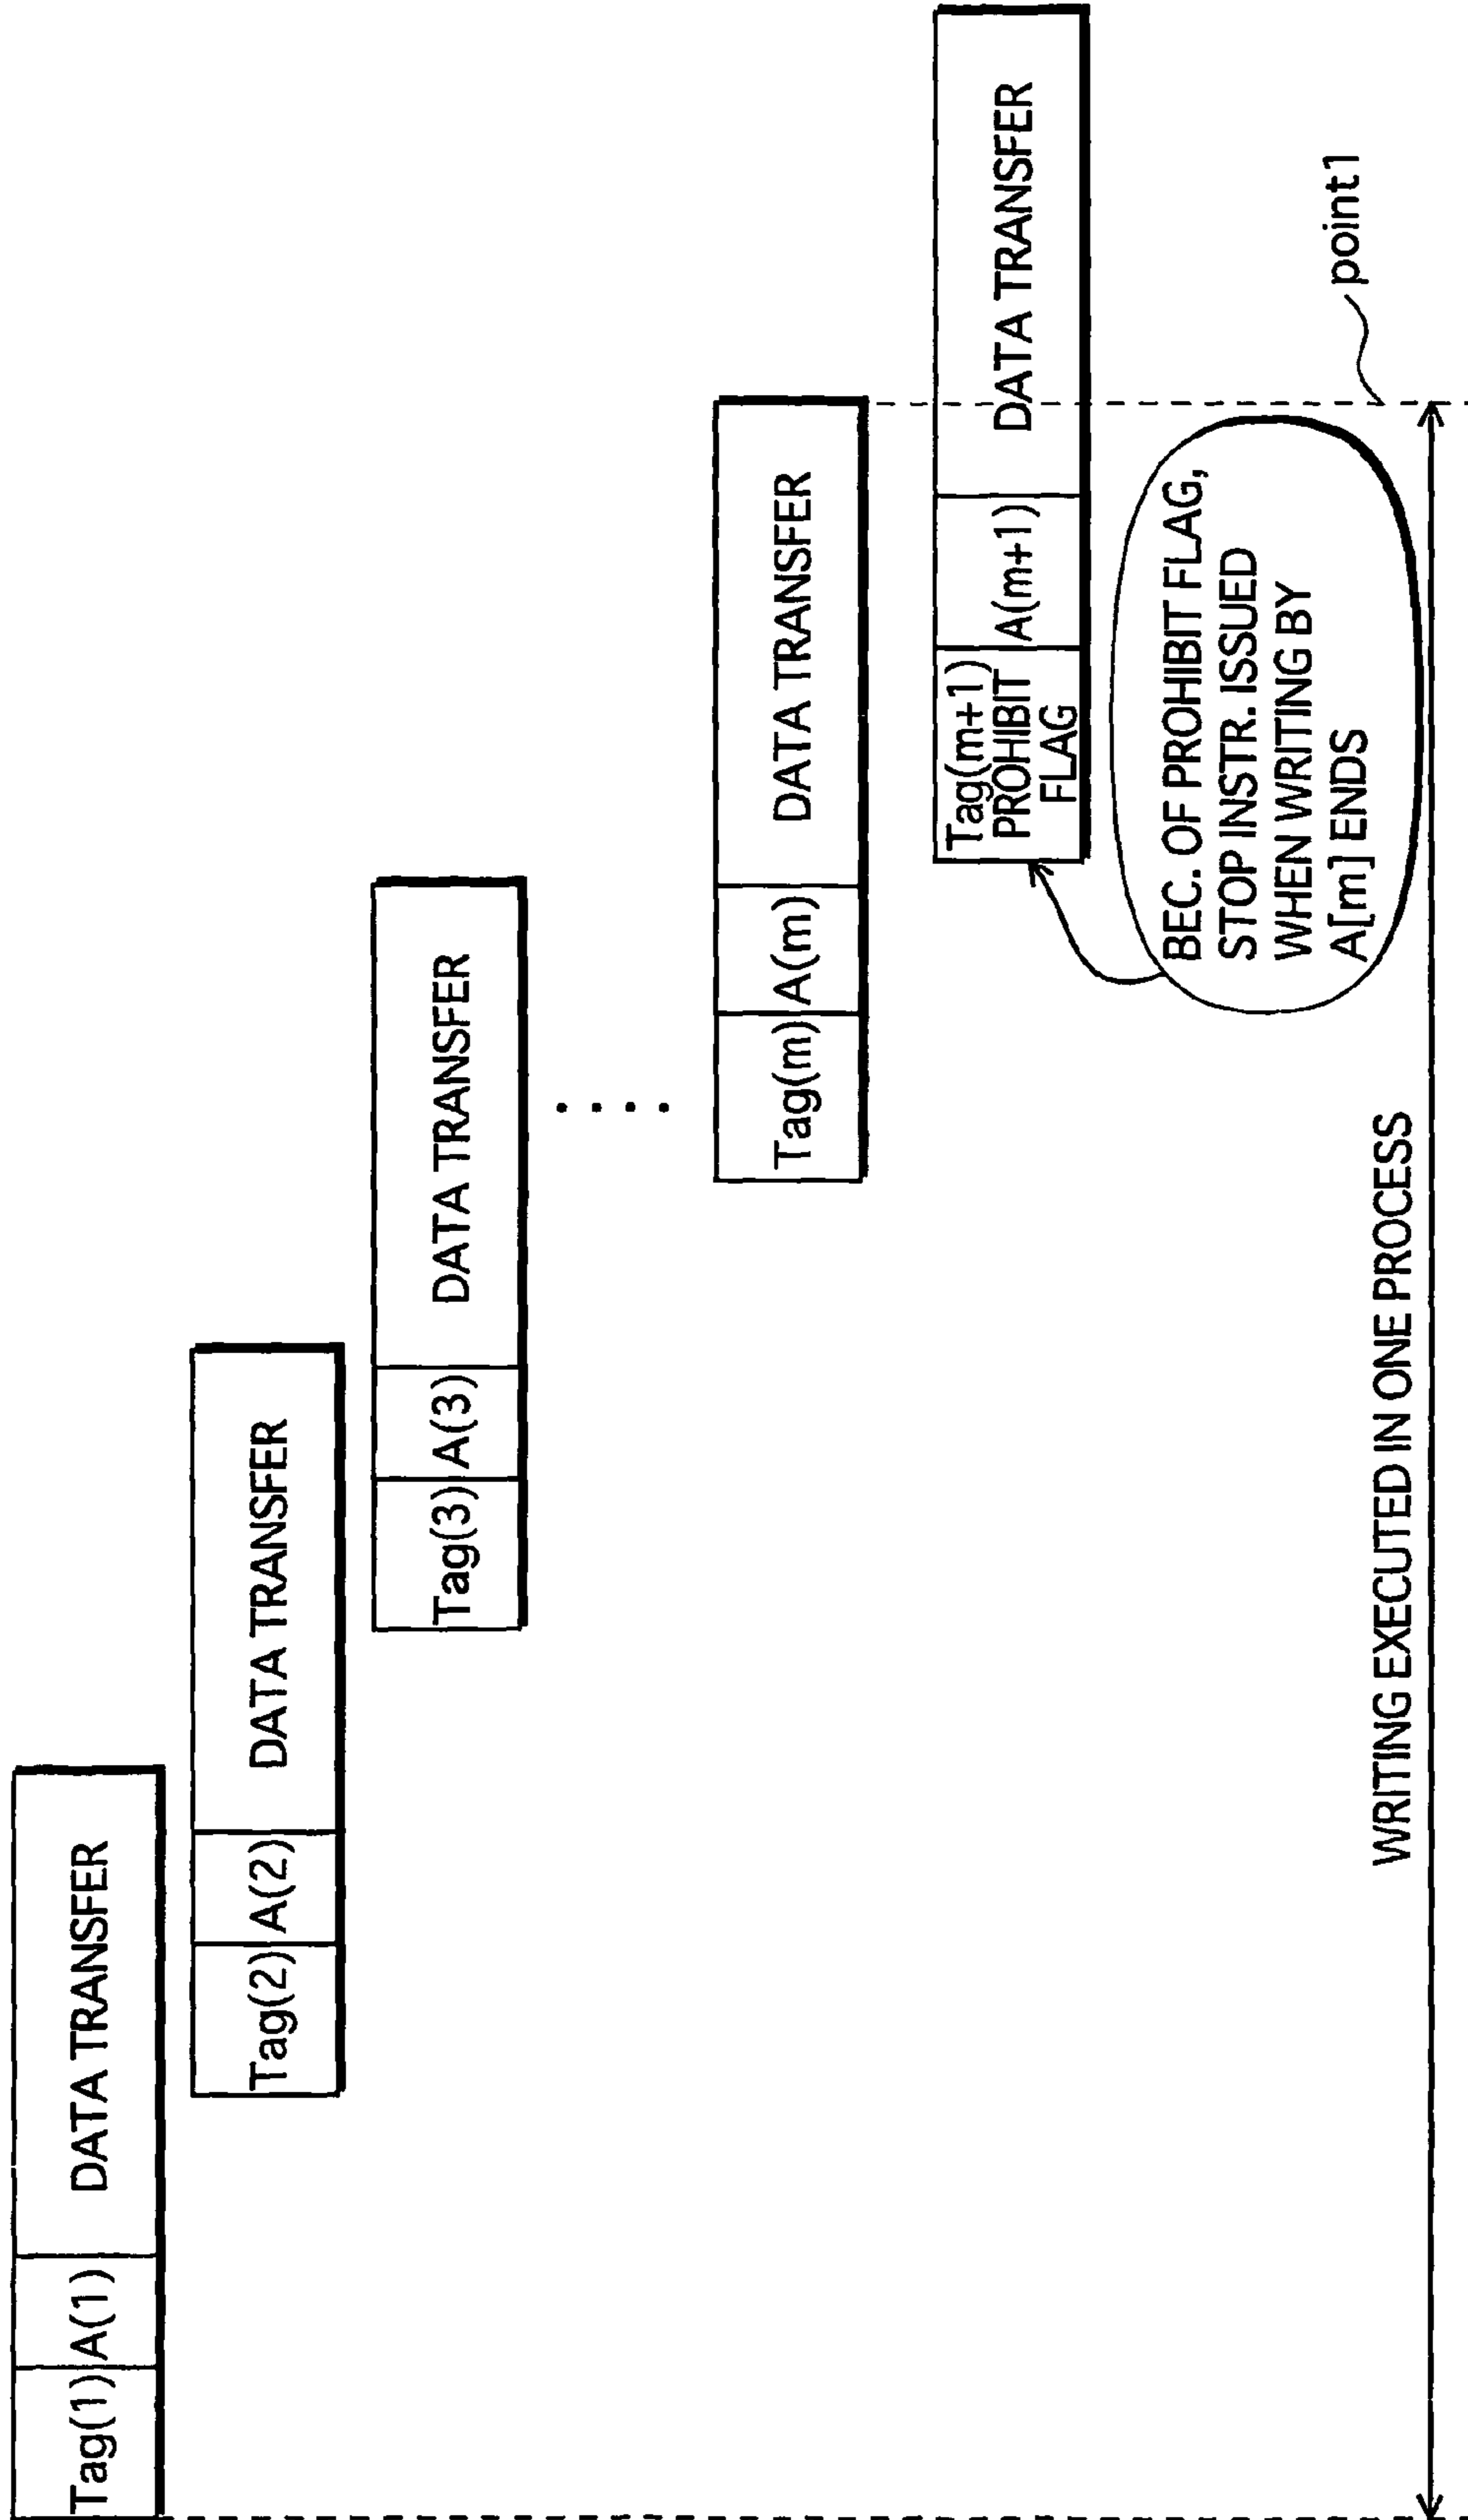 Tag(1) A(1) DATA TRANSFER
Tag(2) A(2) DATA TRANSFER
Tag(3) A(3) DATA TRANSFER
....
Tag(m) A(m) DATA TRANSFER
Tag(m+1) PROHIBIT FLAG A(m+1) DATA TRANSFER
BEC. OF PROHIBIT FLAG,
STOP INSTR. ISSUED
WHEN WRITING BY
A[m] ENDS
point1
WRITING EXECUTED IN ONE PROCESS